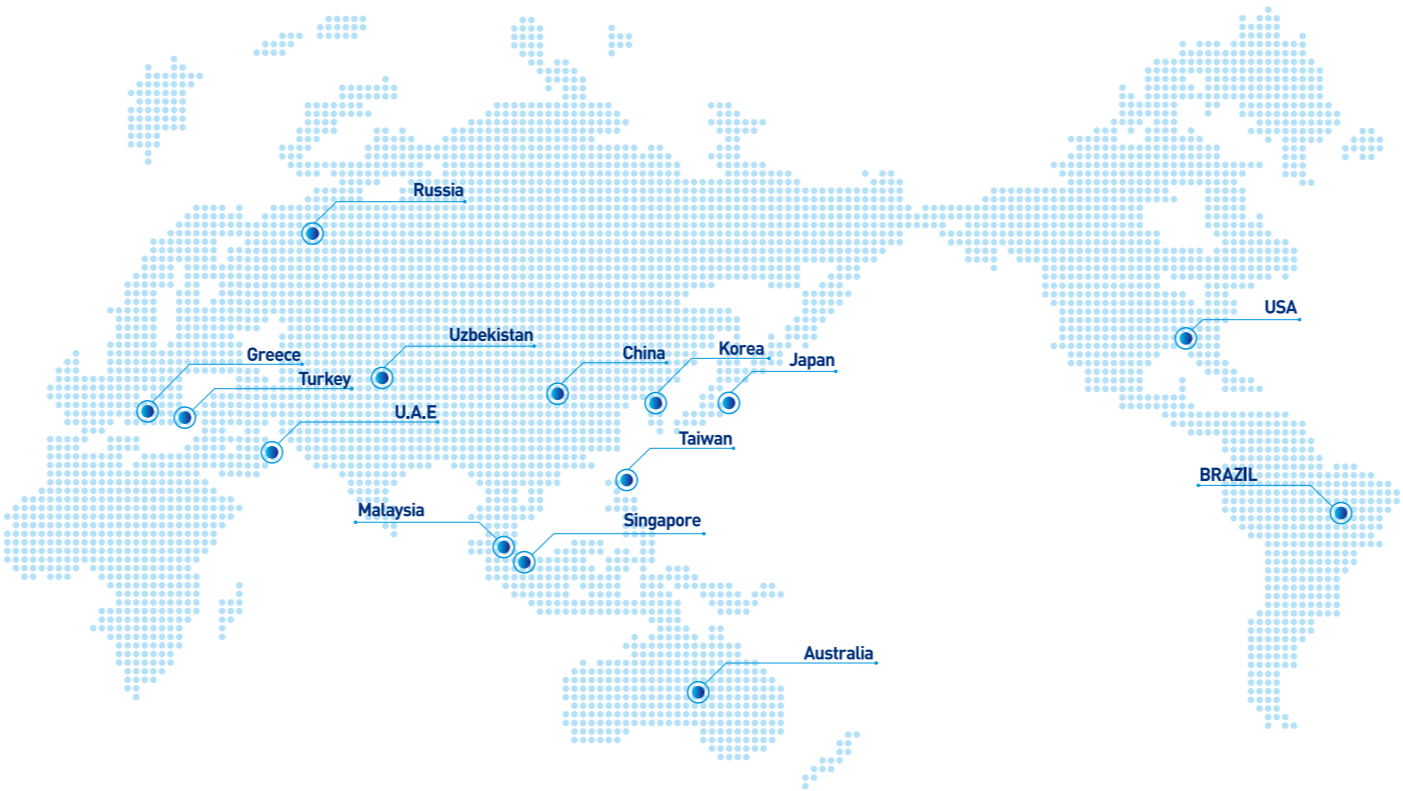 Russia
USA
Uzbekistan
Korea
China
Greece
Japan
Turkey
U.A.E
Taiwan
BRAZIL
Malaysia
Singapore
Australia